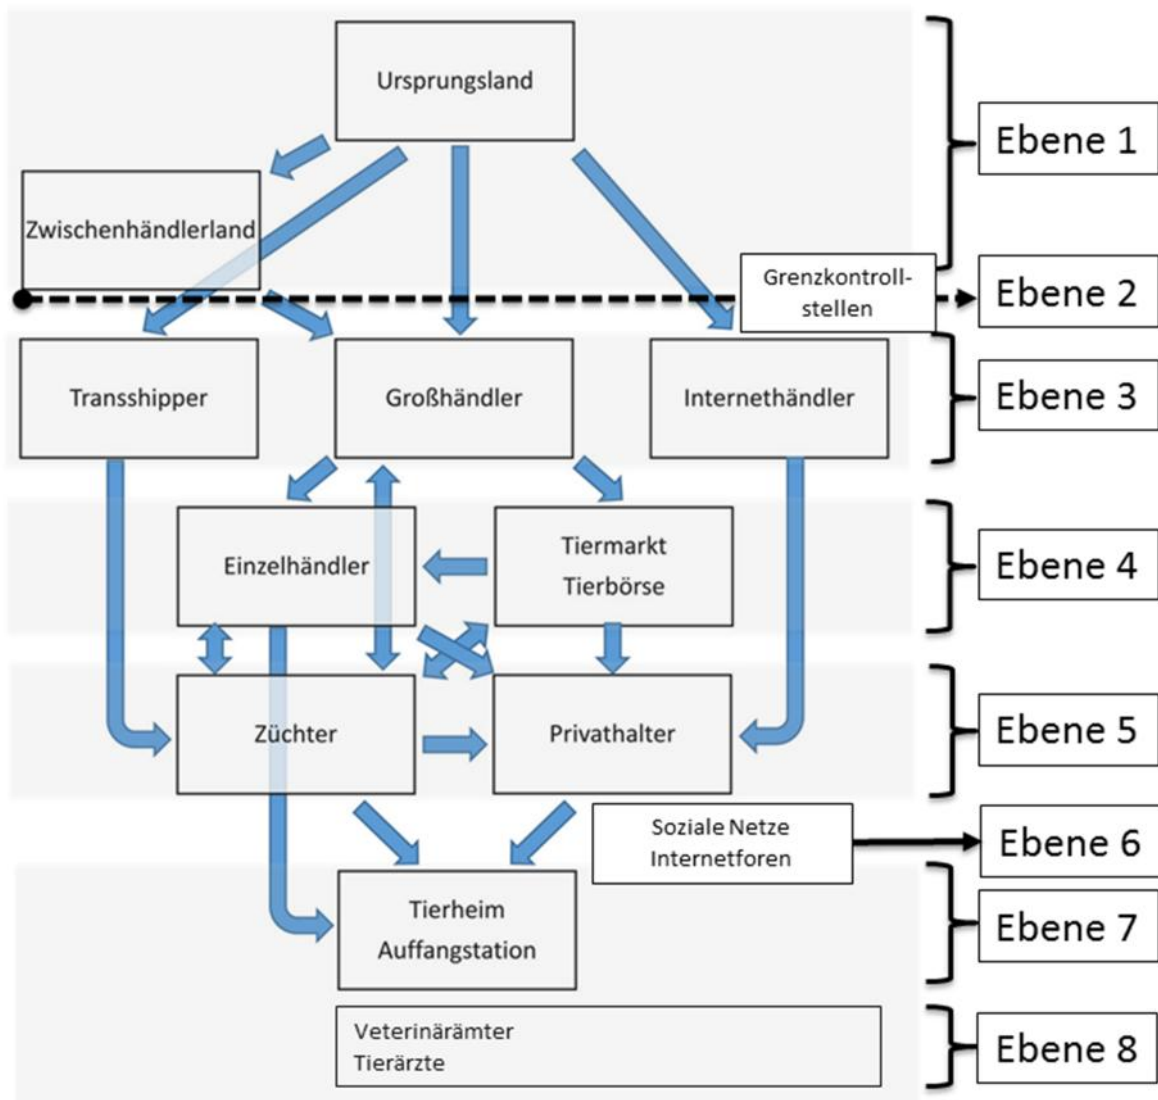 Ursprungsland
Ebene 1
Zwischenhändlerland
Grenzkontroll-
stellen
Ebene 2
Transshipper
Großhändler
Internethändler
Ebene 3
Einzelhändler
Tiermarkt
Tierbörse
Ebene 4
Züchter
Privathalter
Ebene 5
Soziale Netze
Internetforen
Ebene 6
Tierheim
Auffangstation
Ebene 7
Veterinärämter
Tierärzte
Ebene 8